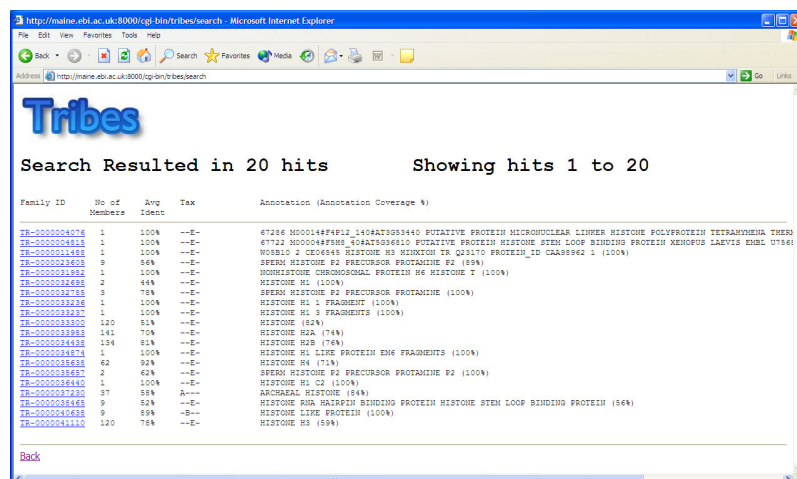 http://maine.ebi.ac.uk:8000/cgi-bin/tribes/search - Microsoft Internet Explorer
File Edit View Favorites Tools Help
Back Search Favorites Media
Address http://maine.ebi.ac.uk:8000/cgi-bin/tribes/search Go Links
Tribes
Search Resulted in 20 hits Showing hits 1 to 20
Family ID No of Avg Tax Annotation (Annotation Coverage %)
Members Ident
TR-0000004076 1 100% --E- 67286 M00014#F4P12_140#AT3G53440 PUTATIVE PROTEIN MICRONUCLEAR LINKER HISTONE POLYPROTEIN TETRAHYMENA THERM
TR-0000004815 1 100% --E- 67722 M00004#F5H8_40#AT5G36810 PUTATIVE PROTEIN HISTONE STEM LOOP BINDING PROTEIN XENOPUS LAEVIS EMBL U7568
TR-0000011488 1 100% --E- W05B10 2 CE06545 HISTONE H3 HINXTON TR Q23170 PROTEIN_ID CAA98962 1 (100%)
TR-0000023605 9 56% --E- SPERM HISTONE P2 PRECURSOR PROTAMINE P2 (89%)
TR-0000031982 1 100% --E- NONHISTONE CHROMOSOMAL PROTEIN H6 HISTONE T (100%)
TR-0000032698 2 44% --E- HISTONE H1 (100%)
TR-0000032785 3 78% --E- SPERM HISTONE P2 PRECURSOR PROTAMINE (100%)
TR-0000033236 1 100% --E- HISTONE H1 1 FRAGMENT (100%)
TR-0000033237 1 100% --E- HISTONE H1 3 FRAGMENTS (100%)
TR-0000033300 120 51% --E- HISTONE (82%)
TR-0000033983 141 70% --E- HISTONE H2A (74%)
TR-0000034438 134 81% --E- HISTONE H2B (76%)
TR-0000034874 1 100% --E- HISTONE H1 LIKE PROTEIN EM6 FRAGMENTS (100%)
TR-0000035638 62 92% --E- HISTONE H4 (71%)
TR-0000035657 2 62% --E- SPERM HISTONE P2 PRECURSOR PROTAMINE P2 (100%)
TR-0000036440 1 100% --E- HISTONE H1 C2 (100%)
TR-0000037230 37 58% A--- ARCHAEAL HISTONE (84%)
TR-0000038465 9 52% --E- HISTONE RNA HAIRPIN BINDING PROTEIN HISTONE STEM LOOP BINDING PROTEIN (56%)
TR-0000040638 9 89% -B-- HISTONE LIKE PROTEIN (100%)
TR-0000041110 120 78% --E- HISTONE H3 (59%)
Back